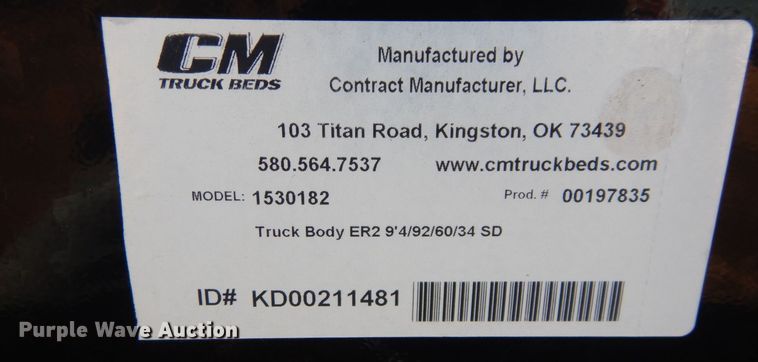 CM
TRUCK BEDS
Manufactured by
Contract Manufacturer, LLC.
103 Titan Road, Kingston, OK 73439
580.564.7537 www.cmtruckbeds.com
MODEL: 1530182 Prod. # 00197835
Truck Body ER2 9'4/92/60/34 SD
ID# KD00211481
Purple Wave Auction